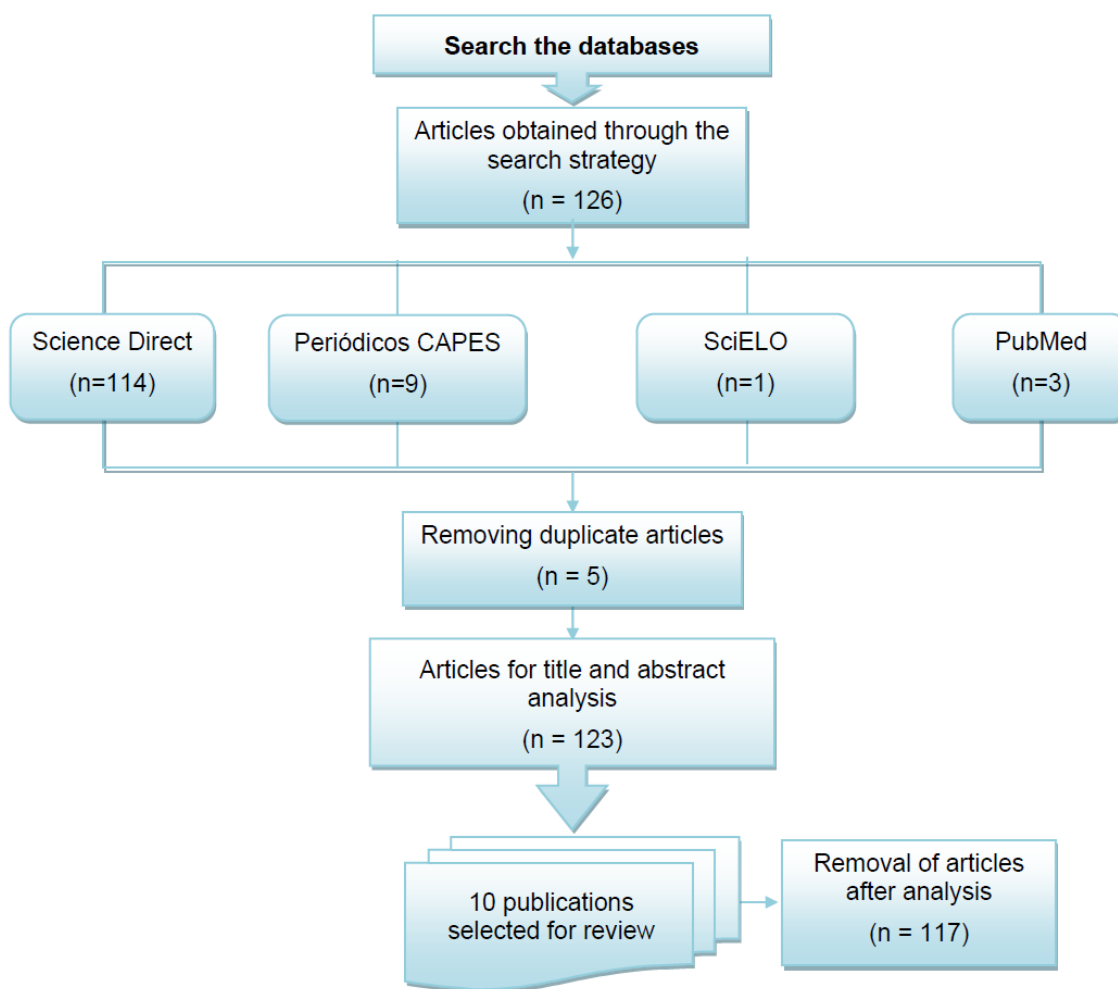 Search the databases
Articles obtained through the
search strategy
(n = 126)
Science Direct
(n=114)
Periódicos CAPES
(n=9)
SciELO
(n=1)
PubMed
(n=3)
Removing duplicate articles
(n = 5)
Articles for title and abstract
analysis
(n = 123)
10 publications
selected for review
Removal of articles
after analysis
(n = 117)